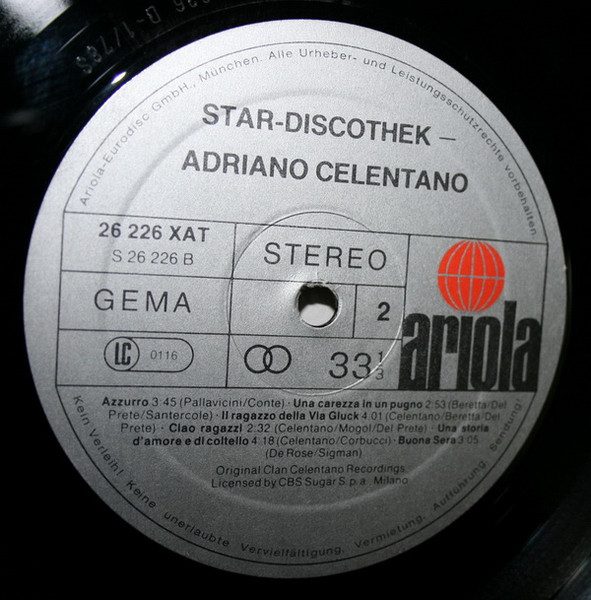 Ariola-Eurodisc GmbH., München. Alle Urheber- und Leistungsschutzrechte vorbehalten.
STAR-DISCOTHEK –
ADRIANO CELENTANO
26 226 XAT
S 26 226 B
STEREO
GEMA
2
LC 0116
33 1/3
ariola
Azzurro 3:45 (Pallavicini/Conte) · Una carezza in un pugno 2:53 (Beretta/Del
Prete/Santercole) · Il ragazzo della Via Gluck 4.01 (Celentano/Beretta/Del
Prete) · Ciao ragazzi 2:32 (Celentano/Mogol/Del Prete) · Una storia
d'amore e di coltello 4.18 (Celentano/Corbucci) · Buona Sera 3:05
(De Rose/Sigman)
Original Clan Celentano Recordings
Licensed by CBS Sugar S.p.a. Milano
Kein Verleih! Keine unerlaubte Vervielfältigung, Vermietung, Aufführung, Sendung!